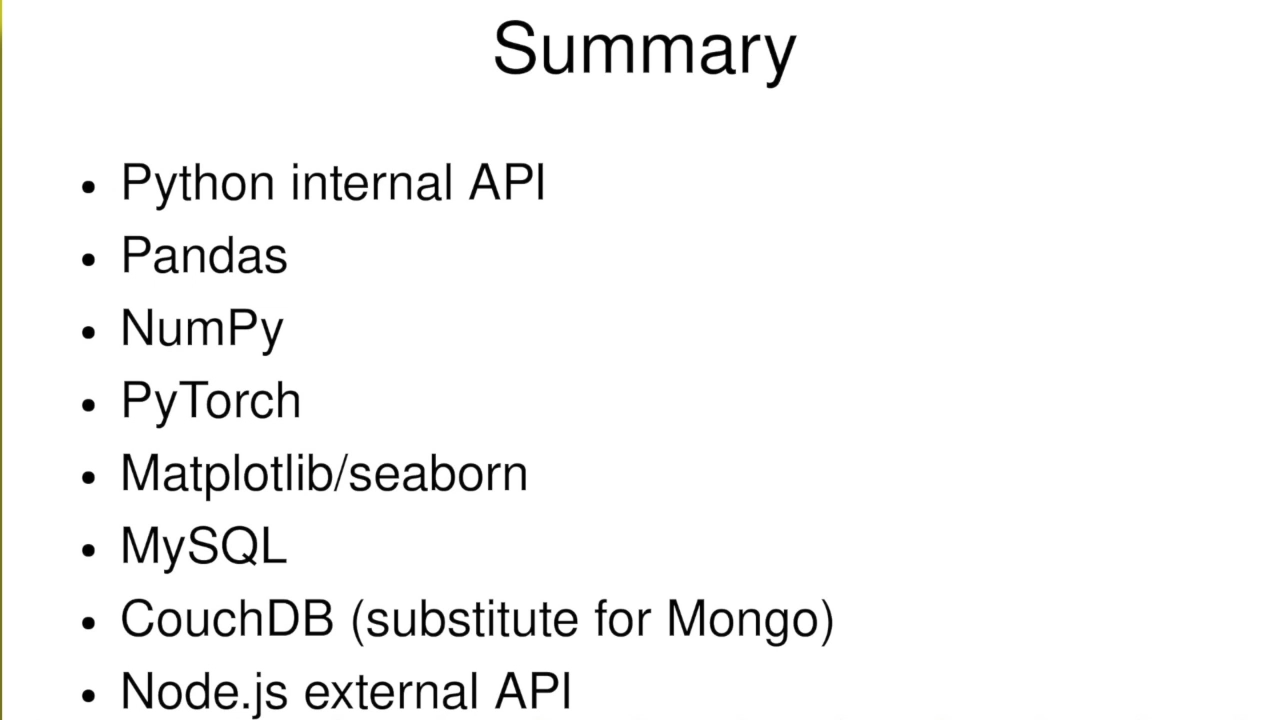 Summary
• Python internal API
• Pandas
• NumPy
• PyTorch
• Matplotlib/seaborn
• MySQL
• CouchDB (substitute for Mongo)
• Node.js external API